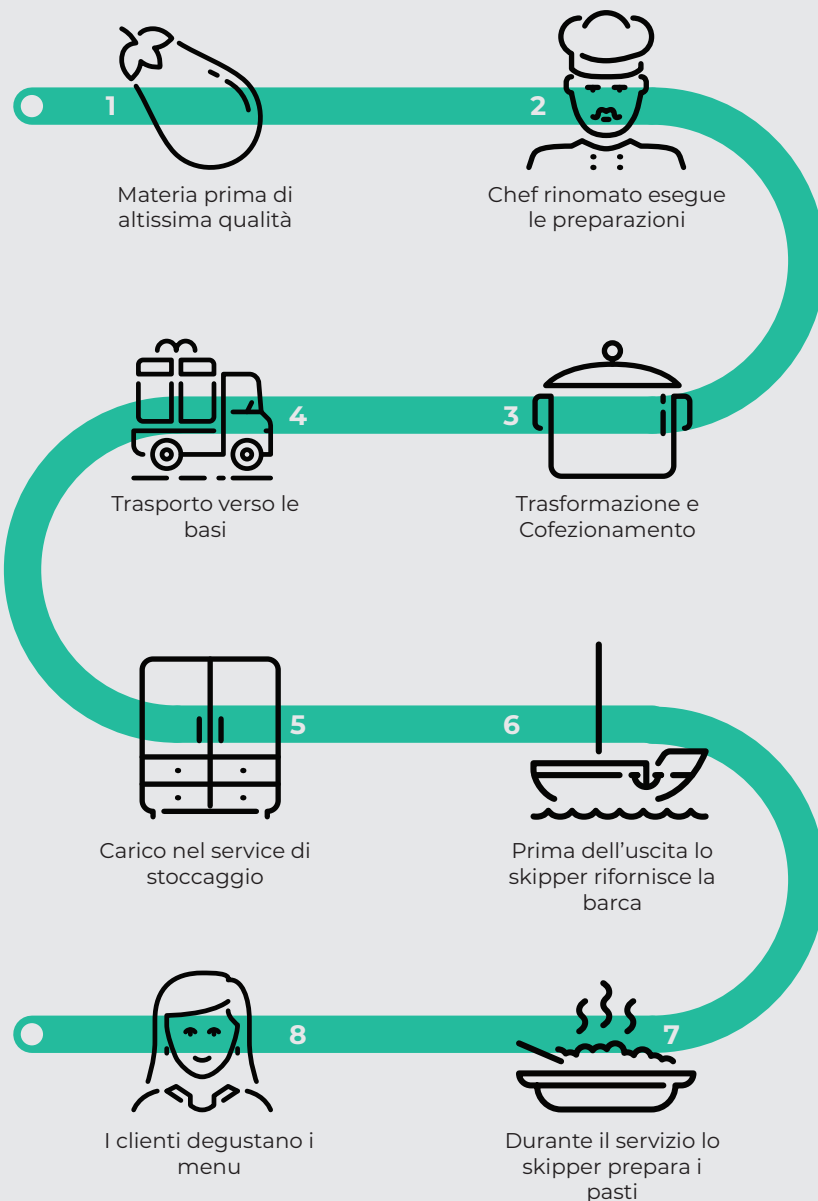 1
Materia prima di
altissima qualità
2
Chef rinomato esegue
le preparazioni
3
Trasformazione e
Cofezionamento
4
Trasporto verso le
basi
5
Carico nel service di
stoccaggio
6
Prima dell’uscita lo
skipper rifornisce la
barca
7
Durante il servizio lo
skipper prepara i
pasti
8
I clienti degustano i
menu